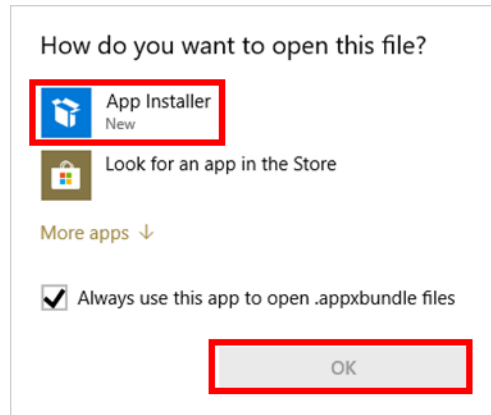 How do you want to open this file?
App Installer
New
Look for an app in the Store
More apps ↓
Always use this app to open .appxbundle files
OK